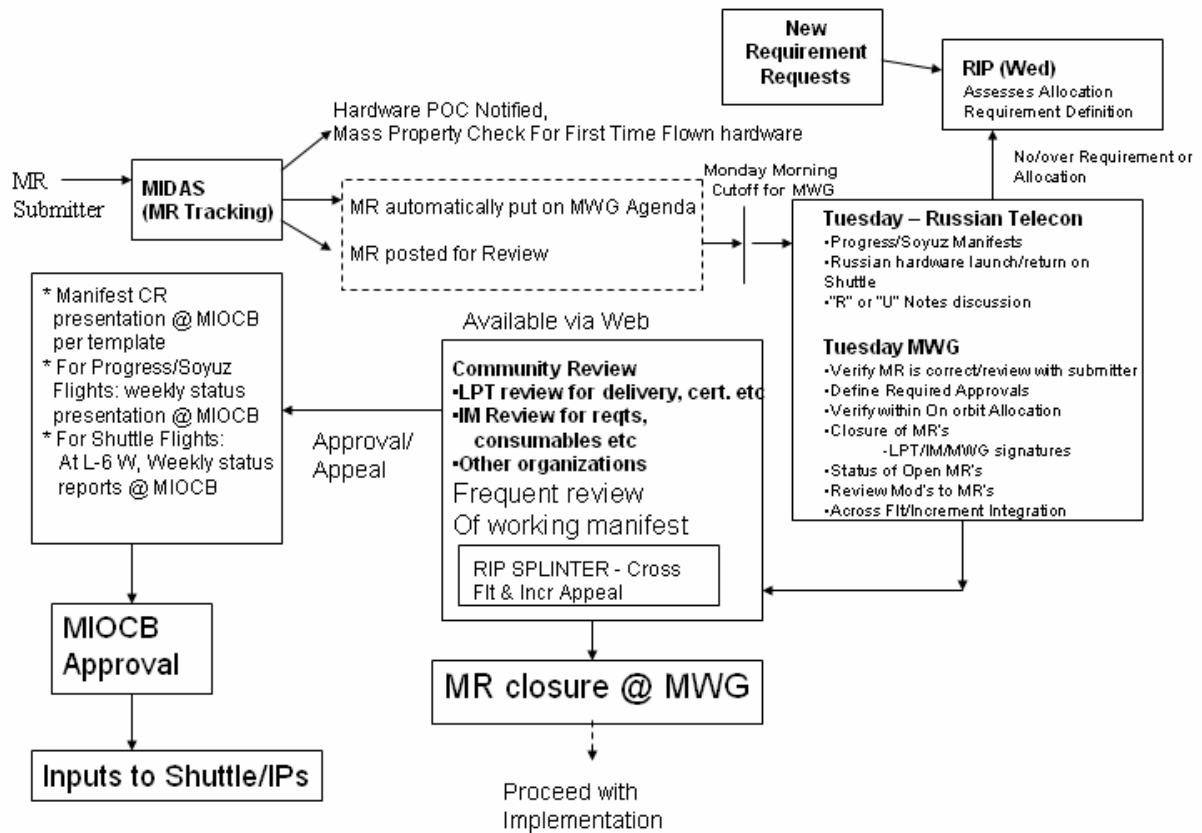 New
Requirement
Requests
RIP (Wed)
Assesses Allocation
Requirement Definition
Hardware POC Notified,
Mass Property Check For First Time Flown hardware
No/over Requirement or
Allocation
MR
Submitter
MIDAS
(MR Tracking)
MR automatically put on MWG Agenda
MR posted for Review
Monday Morning
Cutoff for MWG
Tuesday – Russian Telecon
•Progress/Soyuz Manifests
•Russian hardware launch/return on
Shuttle
•"R" or "U" Notes discussion
Tuesday MWG
•Verify MR is correct/review with submitter
•Define Required Approvals
•Verify within On orbit Allocation
•Closure of MR's
-LPT/IM/MWG signatures
•Status of Open MR's
•Review Mod's to MR's
•Across Flt/Increment Integration
* Manifest CR
presentation @ MIOCB
per template
* For Progress/Soyuz
Flights: weekly status
presentation @ MIOCB
* For Shuttle Flights:
At L-6 W, Weekly status
reports @ MIOCB
Approval/
Appeal
Available via Web
Community Review
•LPT review for delivery, cert. etc
•IM Review for reqts,
consumables etc
•Other organizations
Frequent review
Of working manifest
RIP SPLINTER - Cross
Flt & Incr Appeal
MIOCB
Approval
MR closure @ MWG
Inputs to Shuttle/IPs
Proceed with
Implementation